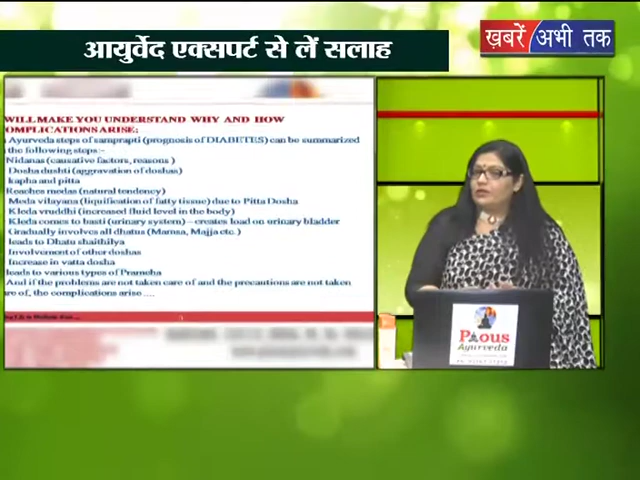 आयुर्वेद एक्सपर्ट से लें सलाह
ख़बरें अभी तक
WILL MAKE YOU UNDERSTAND WHY AND HOW
OMPLICATIONS ARISE:
Ayurveda steps of samprapti (prognosis of DIABETES) can be summarized
the following steps:-
Nidanas (causative factors, reasons )
Dosha dushti (aggravation of doshas)
kapha and pitta
Reaches medas (natural tendency)
Meda vilayana (liquification of fatty tissue) due to Pitta Dosha
Kleda vruddhi (increased fluid level in the body)
Kleda comes to basti (urinary system) – creates load on urinary bladder
Gradually involves all dhatus (Mamsa, Majja etc.)
leads to Dhatu shaithilya
Involvement of other doshas
Increase in vatta dosha
leads to various types of Prameha
And if the problems are not taken care of and the precautions are not taken
are of, the complications arise ....
Pious
Ayurveda